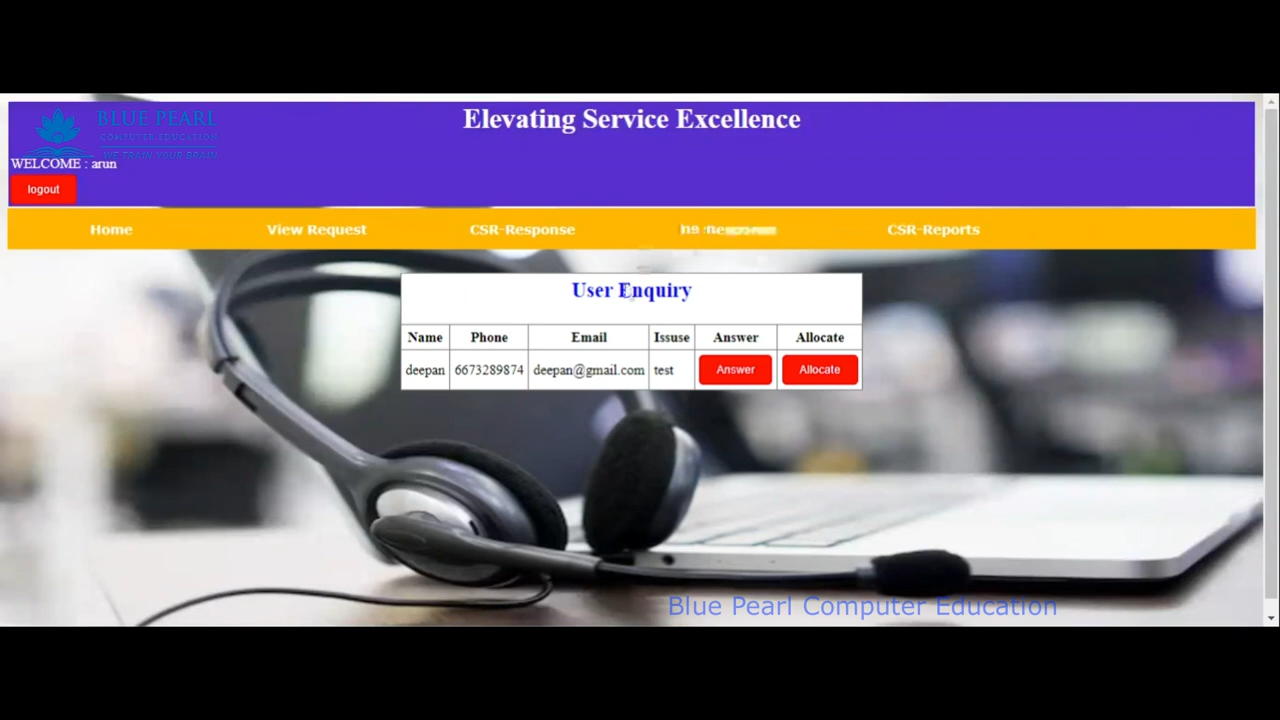 Elevating Service Excellence
BLUE PEARL
COMPUTER EDUCATION
WE TRAIN YOUR BRAIN
WELCOME : arun
logout
Home View Request CSR-Response CSR-Reports
User Enquiry
Name Phone Email Issuse Answer Allocate
deepan 6673289874 deepan@gmail.com test Answer Allocate
Blue Pearl Computer Education